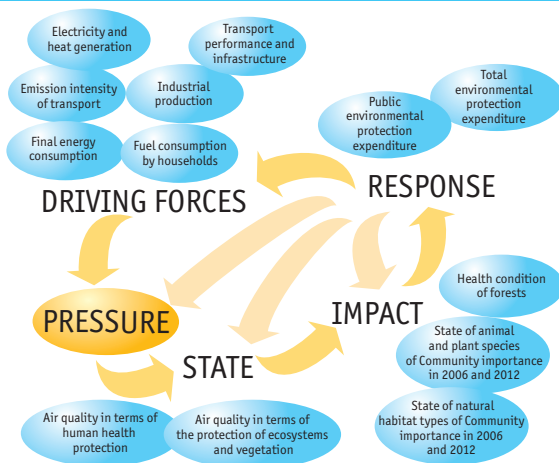 Electricity and
heat generation
Transport
performance and
infrastructure
Emission intensity
of transport
Industrial
production
Final energy
consumption
Fuel consumption
by households
Total
environmental
protection
expenditure
Public
environmental
protection
expenditure
DRIVING FORCES
RESPONSE
PRESSURE
STATE
IMPACT
Health condition
of forests
State of animal
and plant species
of Community importance
in 2006 and 2012
State of natural
habitat types of Community
importance in 2006
and 2012
Air quality in terms of
human health
protection
Air quality in terms of
the protection of ecosystems
and vegetation